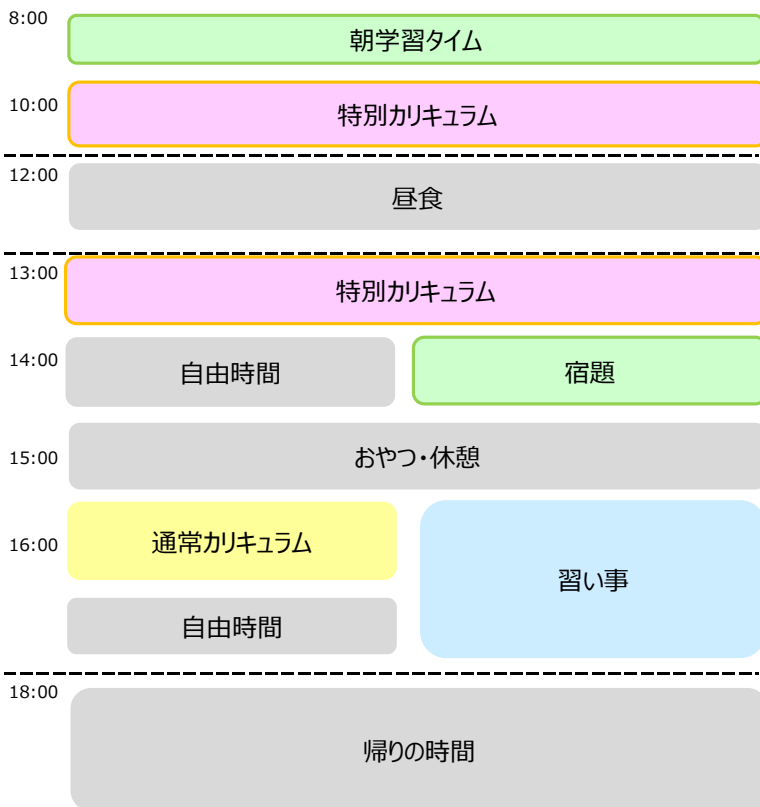 8:00
朝学習タイム
10:00
特別カリキュラム
12:00
昼食
13:00
特別カリキュラム
14:00
自由時間
宿題
15:00
おやつ・休憩
16:00
通常カリキュラム
習い事
自由時間
18:00
帰りの時間